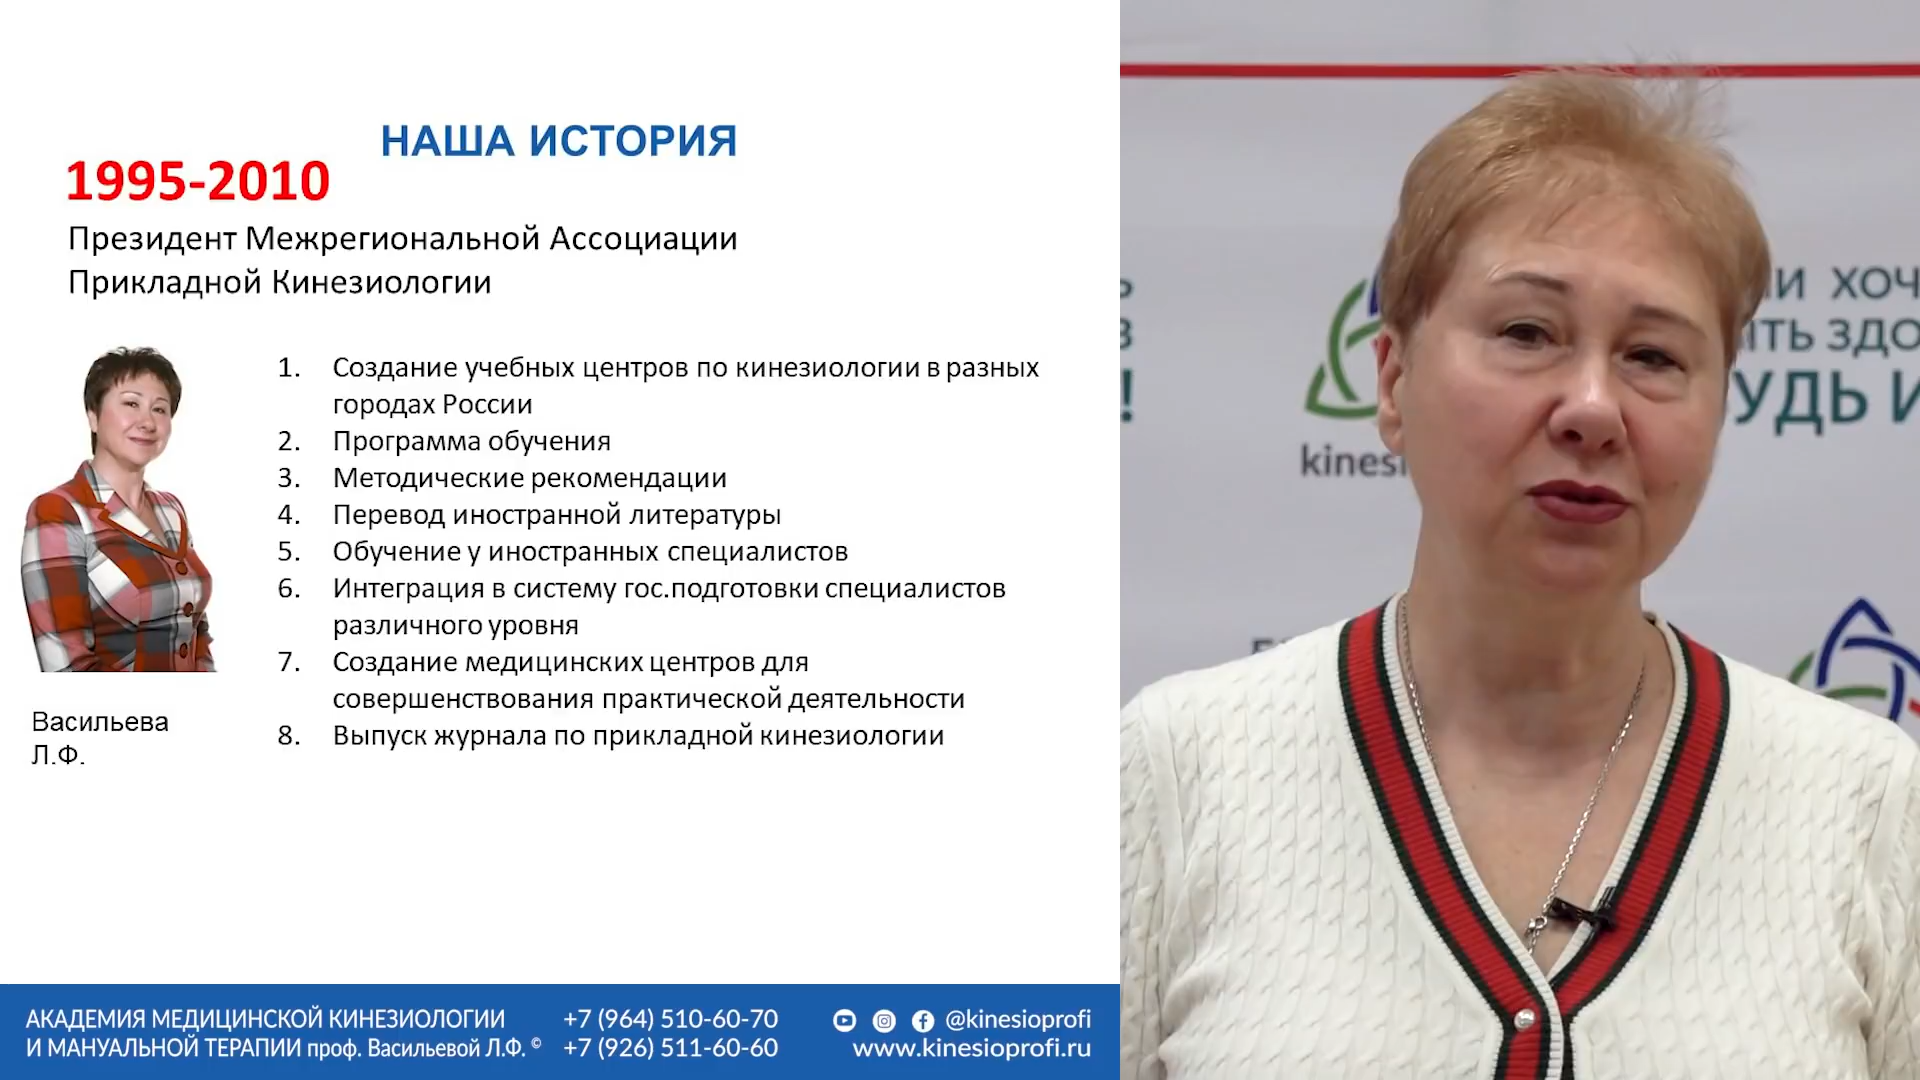 НАША ИСТОРИЯ
1995-2010
Президент Межрегиональной Ассоциации
Прикладной Кинезиологии
1. Создание учебных центров по кинезиологии в разных
городах России
2. Программа обучения
3. Методические рекомендации
4. Перевод иностранной литературы
5. Обучение у иностранных специалистов
6. Интеграция в систему гос.подготовки специалистов
различного уровня
7. Создание медицинских центров для
совершенствования практической деятельности
8. Выпуск журнала по прикладной кинезиологии
Васильева
Л.Ф.
АКАДЕМИЯ МЕДИЦИНСКОЙ КИНЕЗИОЛОГИИ
И МАНУАЛЬНОЙ ТЕРАПИИ проф. Васильевой Л.Ф. ©
+7 (964) 510-60-70
+7 (926) 511-60-60
@kinesioprofi
www.kinesioprofi.ru